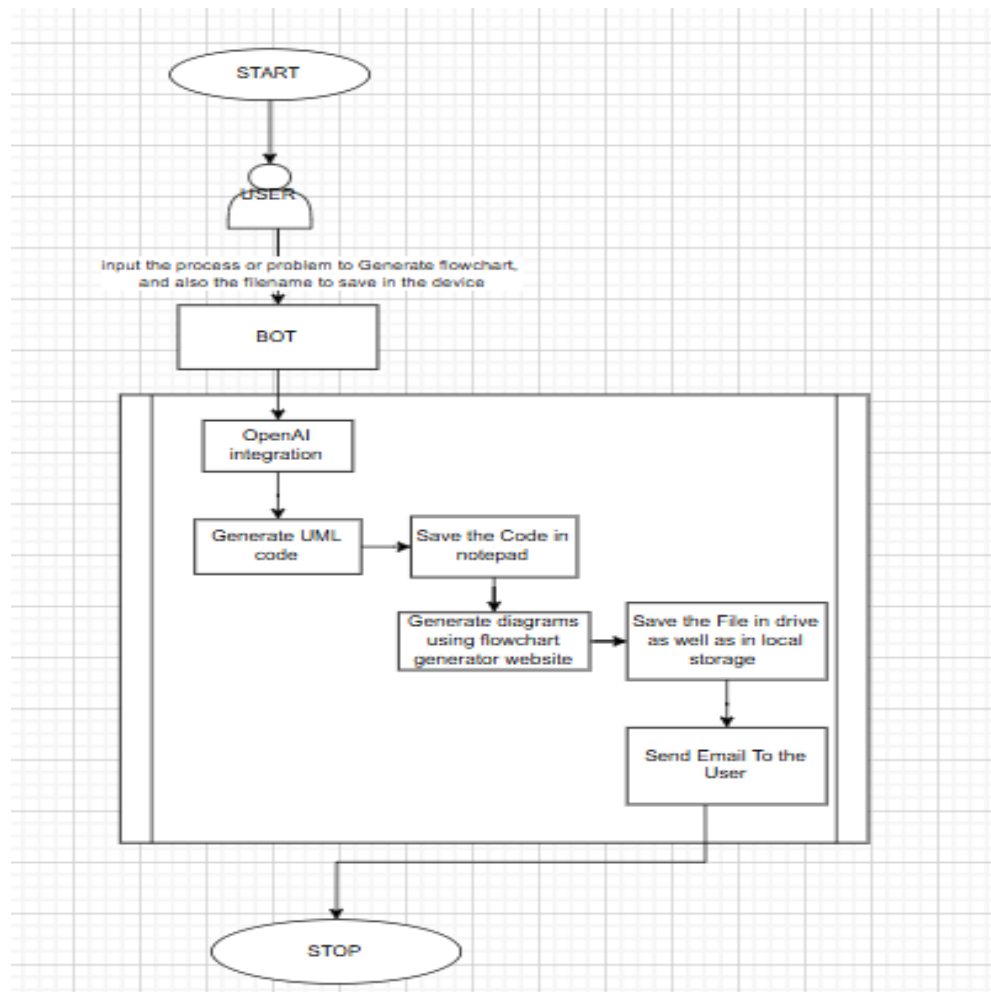 START
USER
input the process or problem to Generate flowchart,
and also the filename to save in the device
BOT
OpenAI
integration
Generate UML
code
Save the Code in
notepad
Generate diagrams
using flowchart
generator website
Save the File in drive
as well as in local
storage
Send Email To the
User
STOP